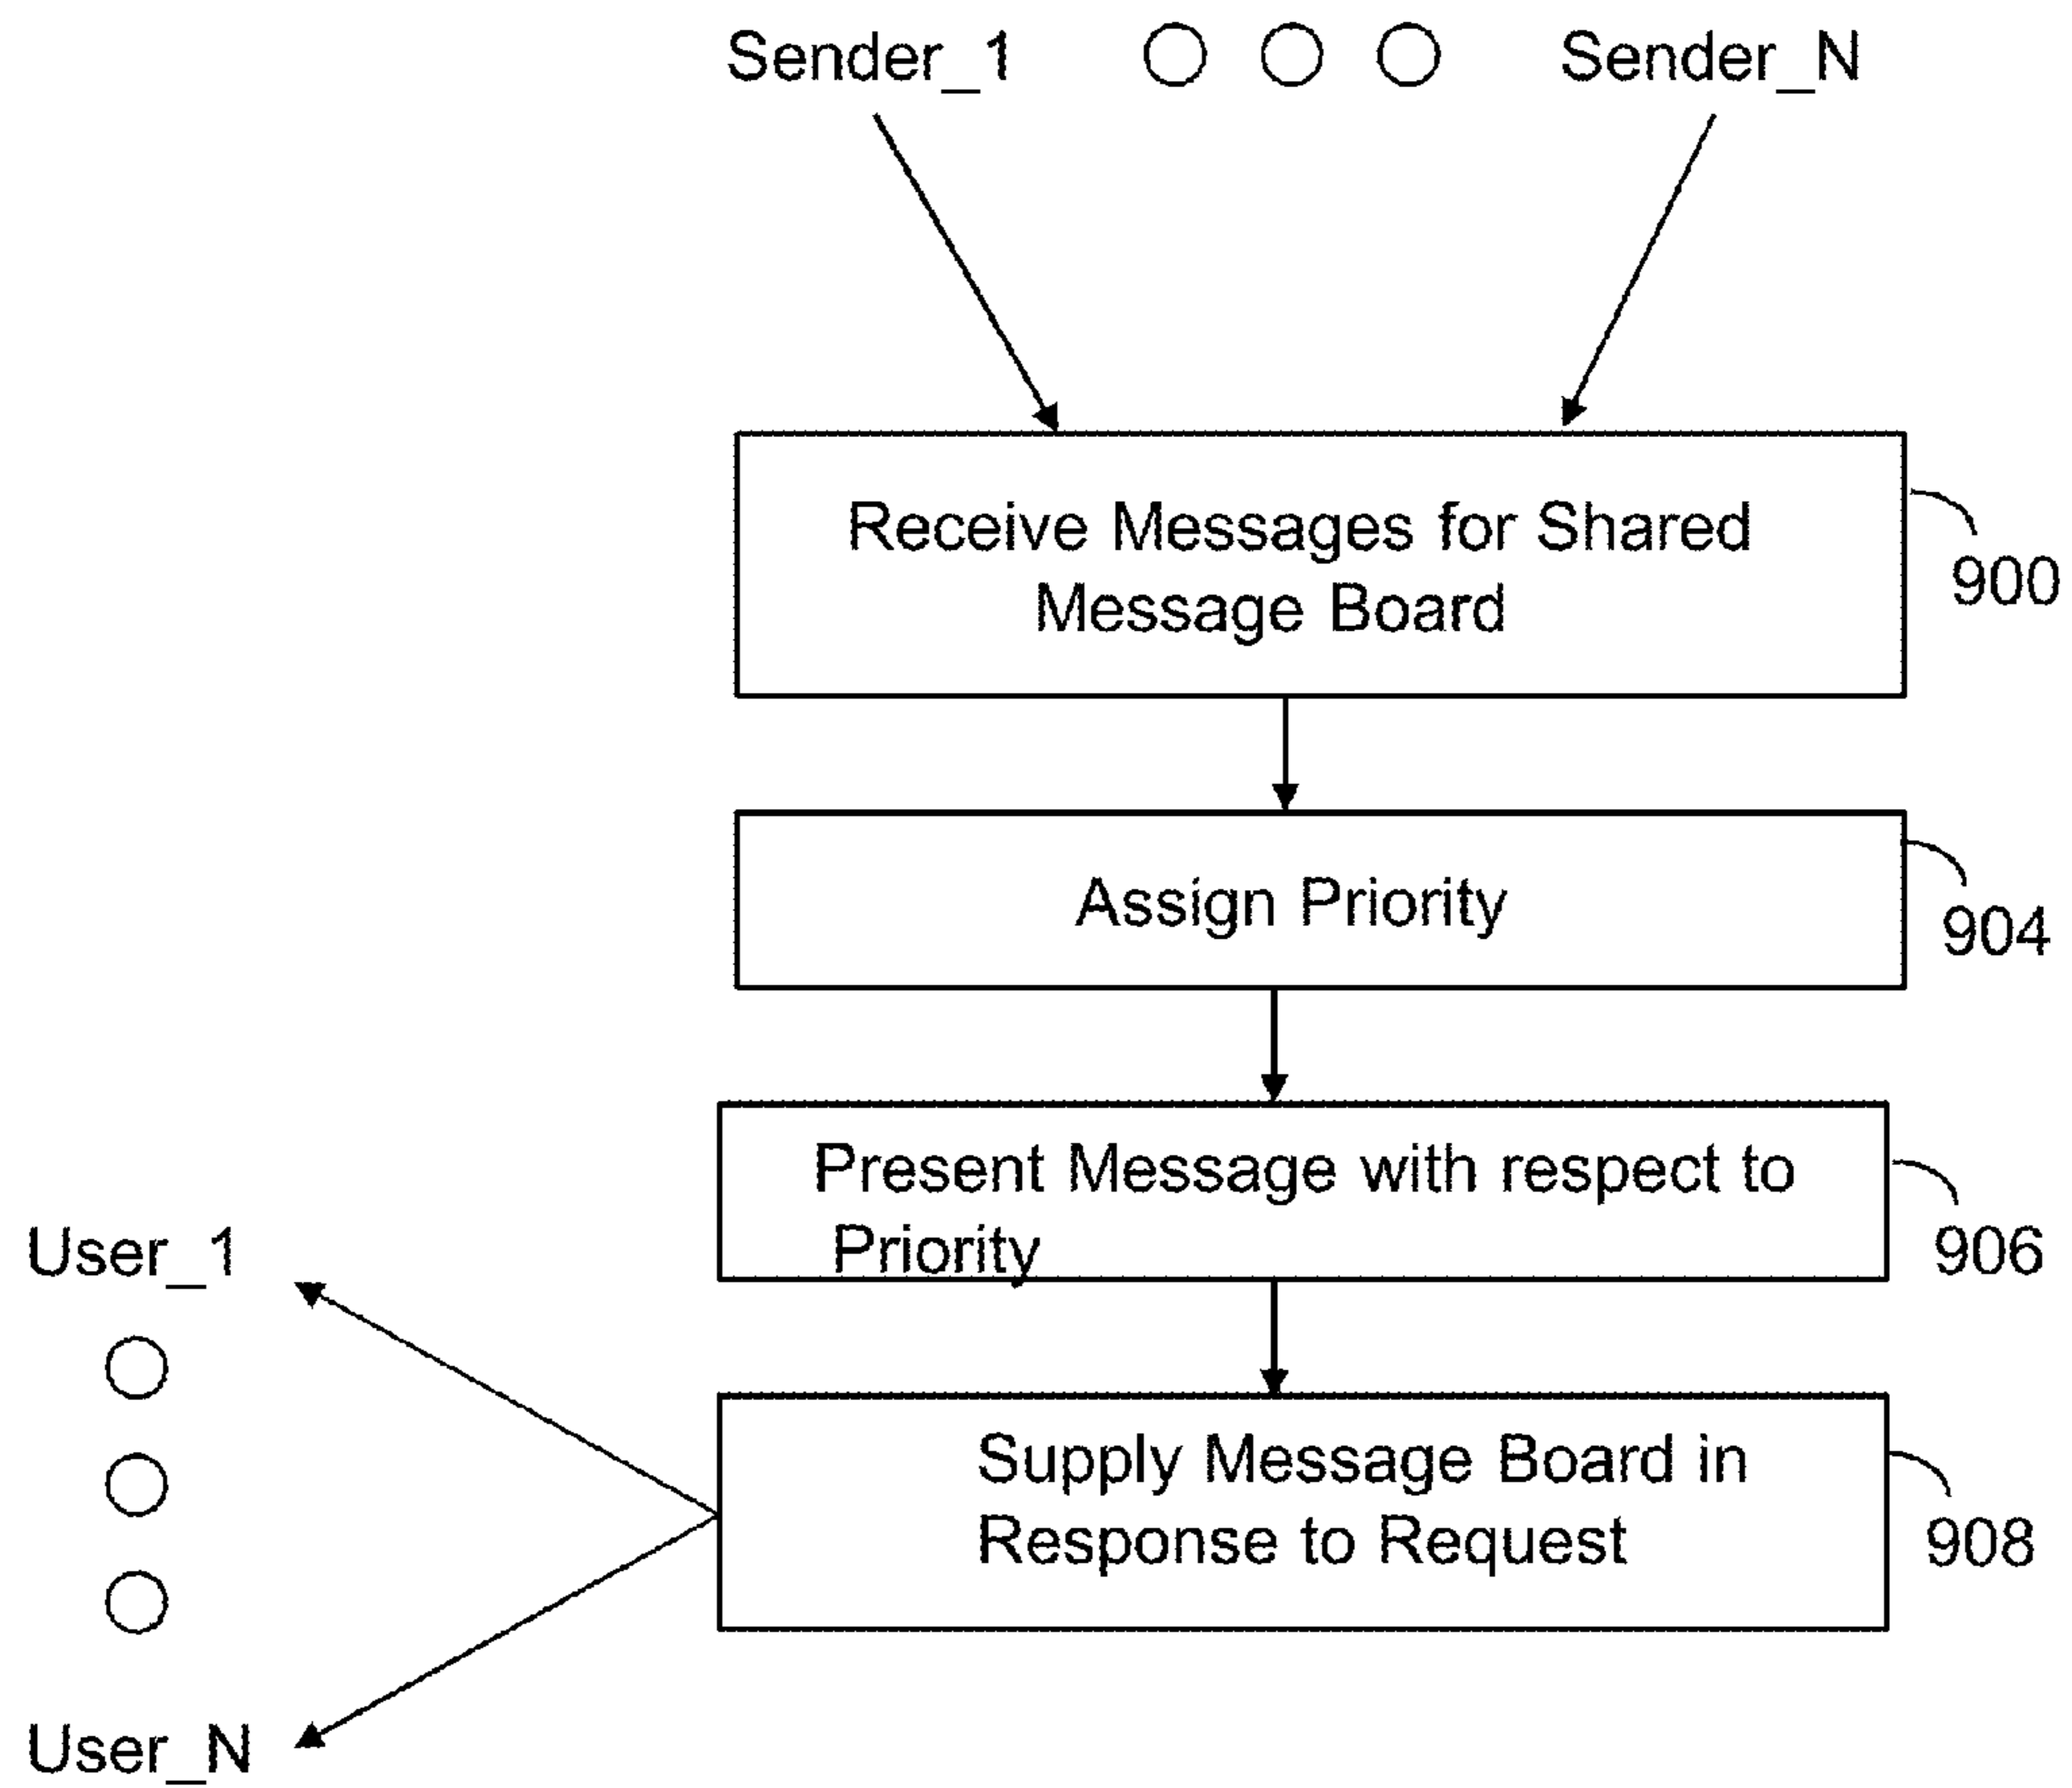 Sender_1
Sender_N
Receive Messages for Shared
Message Board
900
Assign Priority
904
Present Message with respect to
Priority
906
User_1
Supply Message Board in
Response to Request
908
User_N